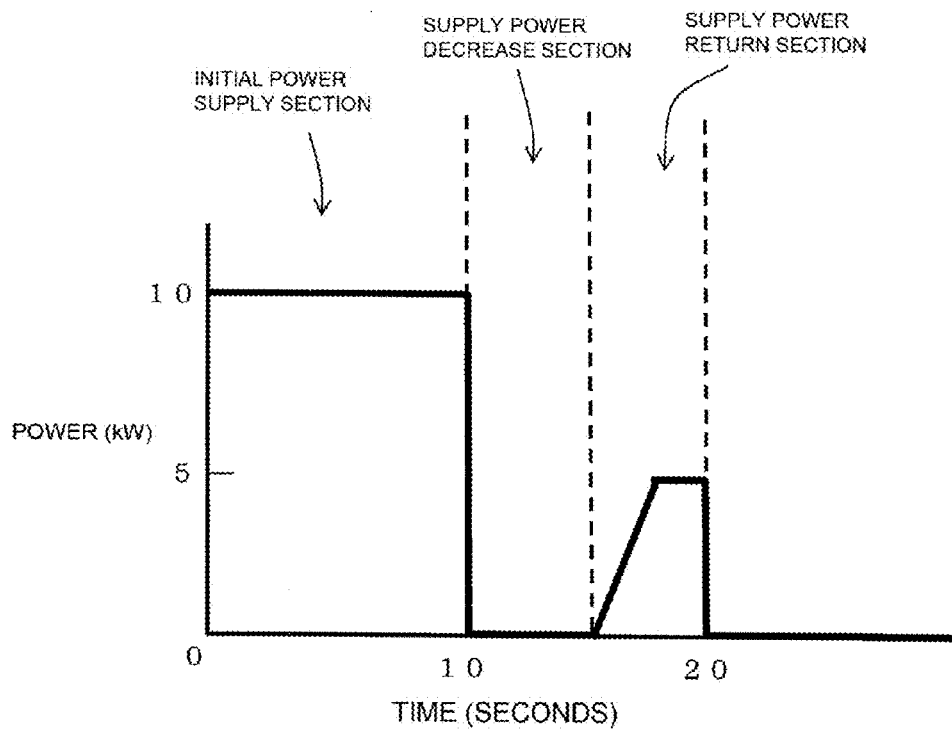 SUPPLY POWER
DECREASE SECTION
SUPPLY POWER
RETURN SECTION
INITIAL POWER
SUPPLY SECTION
10
POWER (kW)
5
0
10
20
TIME (SECONDS)